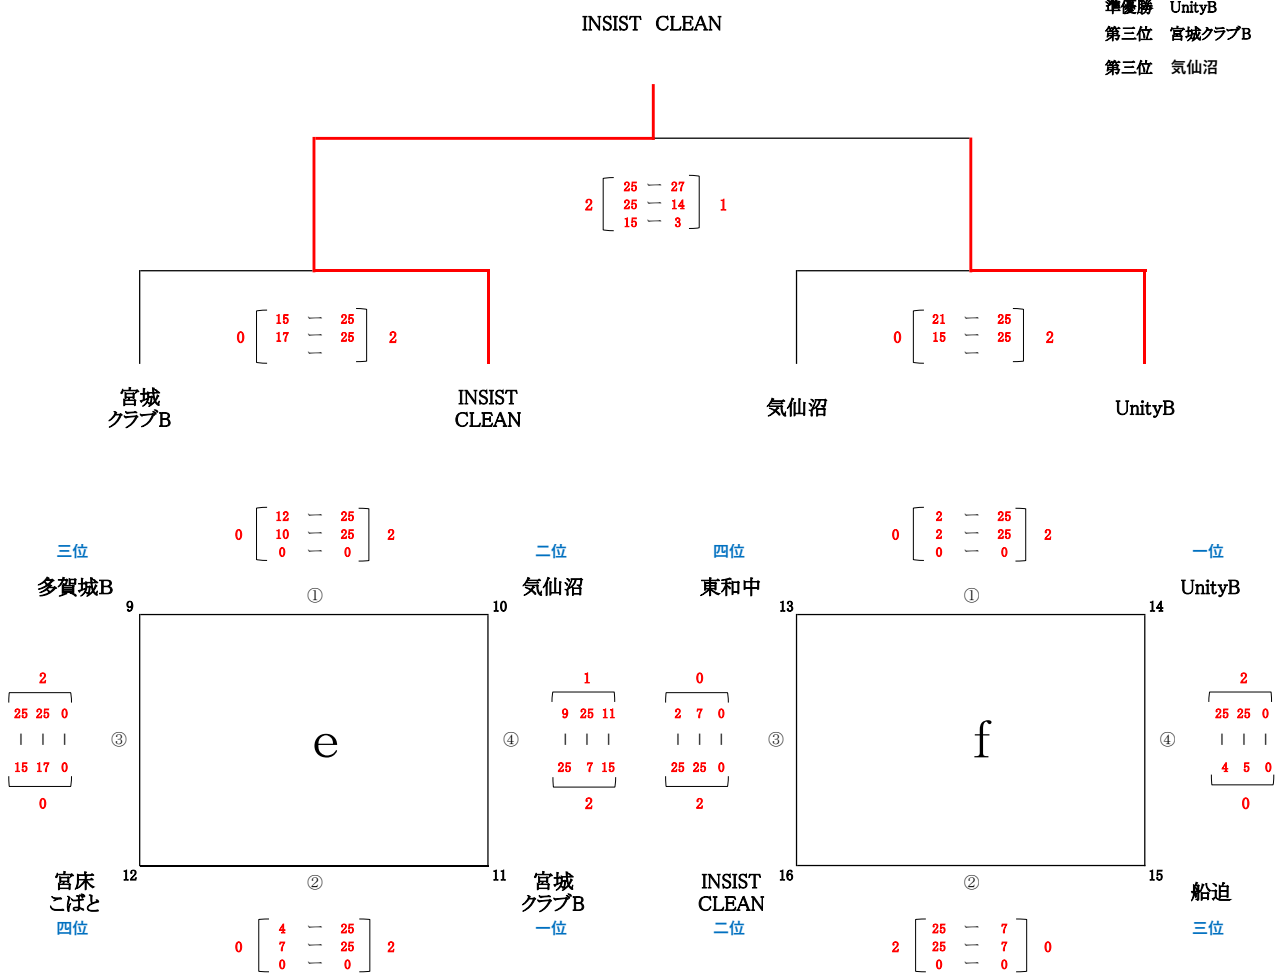 準優勝 UnityB
INSIST CLEAN
第三位 宮城クラブB
第三位 気仙沼
25 ー 27
2 25 ー 14 1
15 ー 3
15 ー 25
0 17 ー 25 2
ー
21 ー 25
0 15 ー 25 2
ー
宮城
クラブB
INSIST
CLEAN
気仙沼
UnityB
12 ー 25
0 10 ー 25 2
0 ー 0
2 ー 25
0 2 ー 25 2
0 ー 0
三位
二位
四位
一位
多賀城B
気仙沼
東和中
UnityB
9
①
10
13
①
14
2
25 25 0
| | |
15 17 0
0
③
e
④
1
9 25 11
| | |
25 7 15
2
0
2 7 0
| | |
25 25 0
2
③
f
④
2
25 25 0
| | |
4 5 0
0
12
②
11
16
②
15
宮床
こばと
宮城
クラブB
INSIST
CLEAN
船迫
四位
一位
二位
三位
4 ー 25
0 7 ー 25 2
0 ー 0
25 ー 7
2 25 ー 7 0
0 ー 0